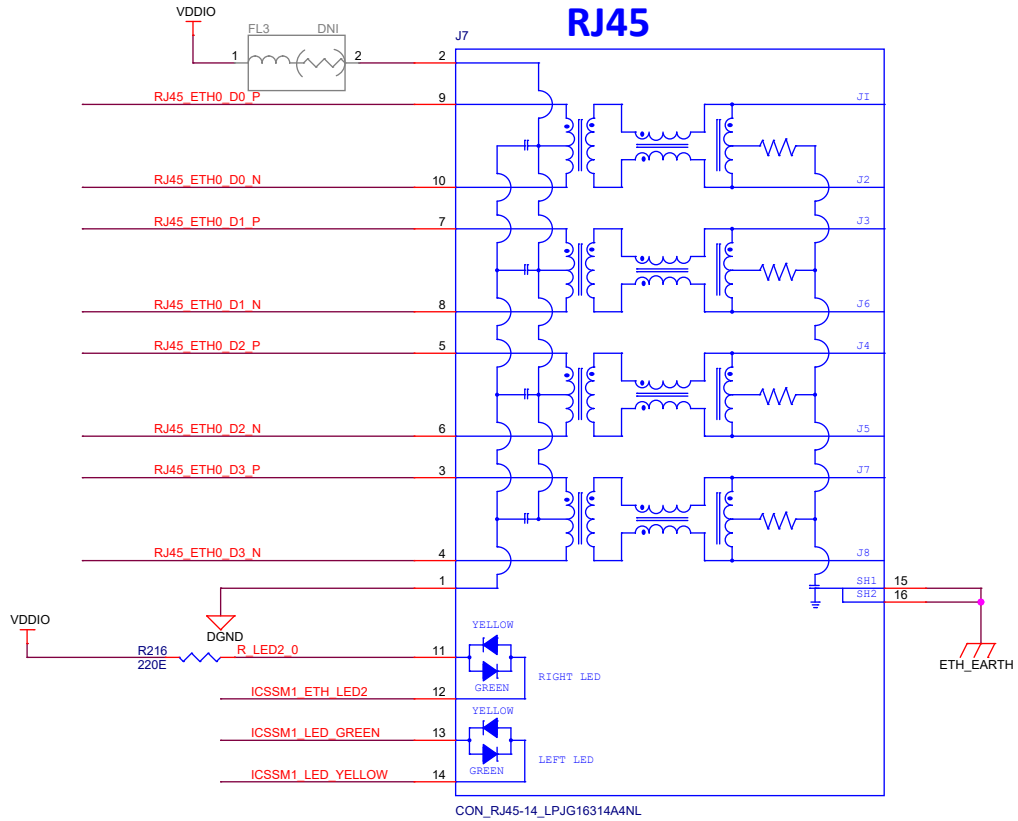 RJ45
VDDIO
FL3 DNI
J7
1 2 2
RJ45_ETH0_D0_P 9 J1
RJ45_ETH0_D0_N 10 J2
RJ45_ETH0_D1_P 7 J3
RJ45_ETH0_D1_N 8 J6
RJ45_ETH0_D2_P 5 J4
RJ45_ETH0_D2_N 6 J5
RJ45_ETH0_D3_P 3 J7
RJ45_ETH0_D3_N 4 J8
1 SH1 15
SH2 16
DGND
VDDIO
ETH_EARTH
YELLOW
R216 R_LED2_0 11
220E
RIGHT LED
GREEN
ICSSM1_ETH_LED2 12
YELLOW
ICSSM1_LED_GREEN 13
LEFT LED
GREEN
ICSSM1_LED_YELLOW 14
CON_RJ45-14_LPJG16314A4NL